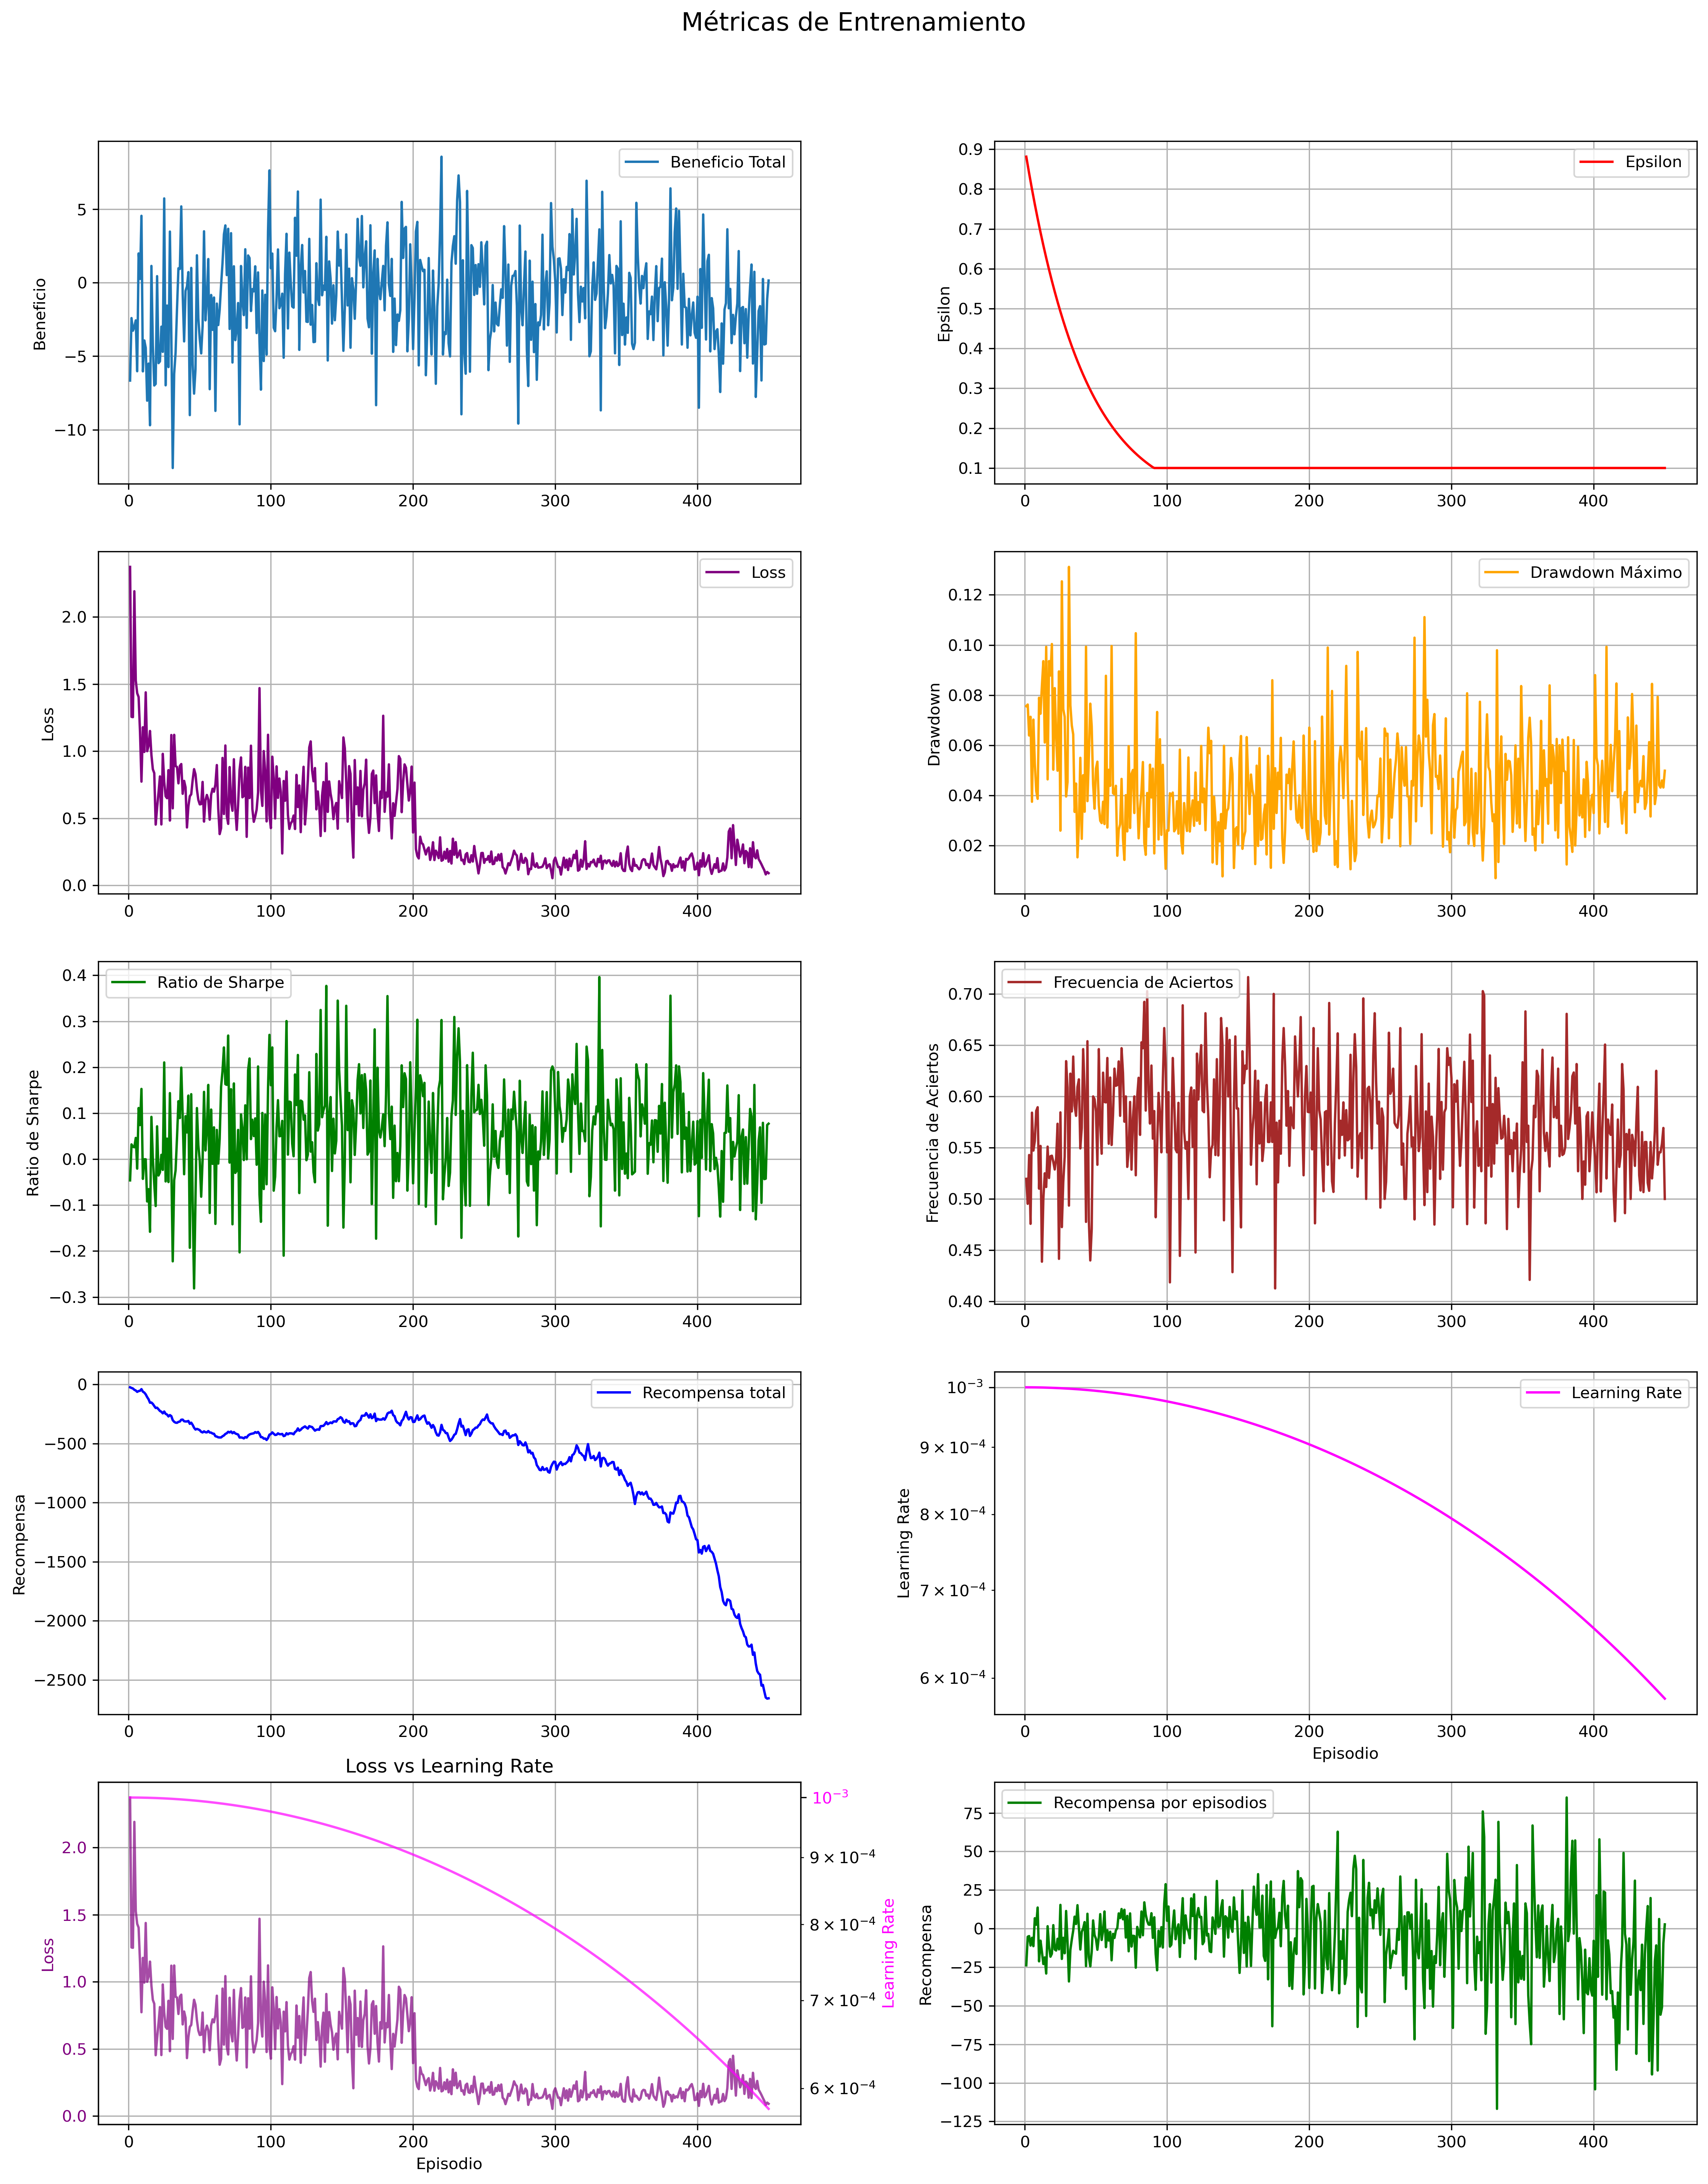 Métricas de Entrenamiento
Beneficio Total
Beneficio
5
0
−5
−10
0 100 200 300 400
Epsilon
Epsilon
0.9
0.8
0.7
0.6
0.5
0.4
0.3
0.2
0.1
0 100 200 300 400
Loss
Loss
2.0
1.5
1.0
0.5
0.0
0 100 200 300 400
Drawdown Máximo
Drawdown
0.12
0.10
0.08
0.06
0.04
0.02
0 100 200 300 400
Ratio de Sharpe
Ratio de Sharpe
0.4
0.3
0.2
0.1
0.0
−0.1
−0.2
−0.3
0 100 200 300 400
Frecuencia de Aciertos
Frecuencia de Aciertos
0.70
0.65
0.60
0.55
0.50
0.45
0.40
0 100 200 300 400
Recompensa total
Recompensa
0
−500
−1000
−1500
−2000
−2500
0 100 200 300 400
Learning Rate
Learning Rate
10⁻³
9 × 10⁻⁴
8 × 10⁻⁴
7 × 10⁻⁴
6 × 10⁻⁴
0 100 200 300 400
Episodio
Loss vs Learning Rate
Loss
2.0
1.5
1.0
0.5
0.0
10⁻³
9 × 10⁻⁴
8 × 10⁻⁴
7 × 10⁻⁴
6 × 10⁻⁴
Learning Rate
0 100 200 300 400
Episodio
Recompensa por episodios
Recompensa
75
50
25
0
−25
−50
−75
−100
−125
0 100 200 300 400